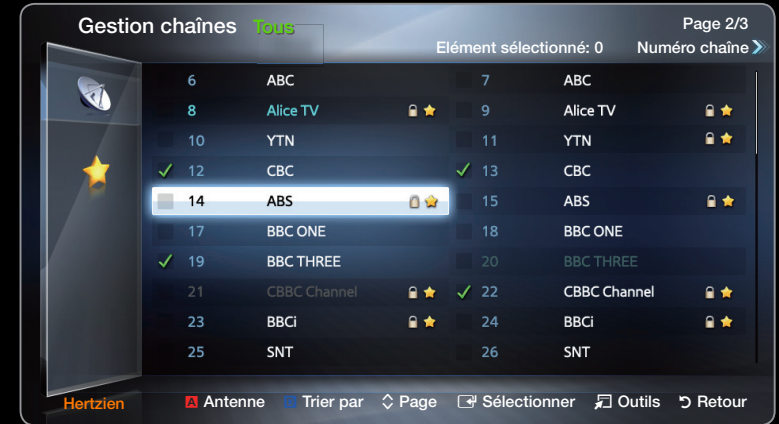 Gestion chaînes Tous Page 2/3
Elément sélectionné: 0 Numéro chaîne
6 ABC 7 ABC
8 Alice TV 9 Alice TV
10 YTN 11 YTN
12 CBC 13 CBC
14 ABS 15 ABS
17 BBC ONE 18 BBC ONE
19 BBC THREE 20 BBC THREE
21 CBBC Channel 22 CBBC Channel
23 BBCi 24 BBCi
25 SNT 26 SNT
Hertzien A Antenne Trier par Page Sélectionner Outils Retour